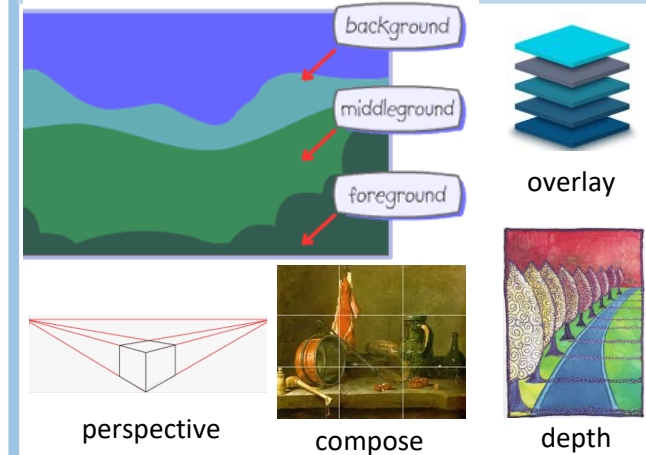 background
middleground
foreground
overlay
perspective
compose
depth